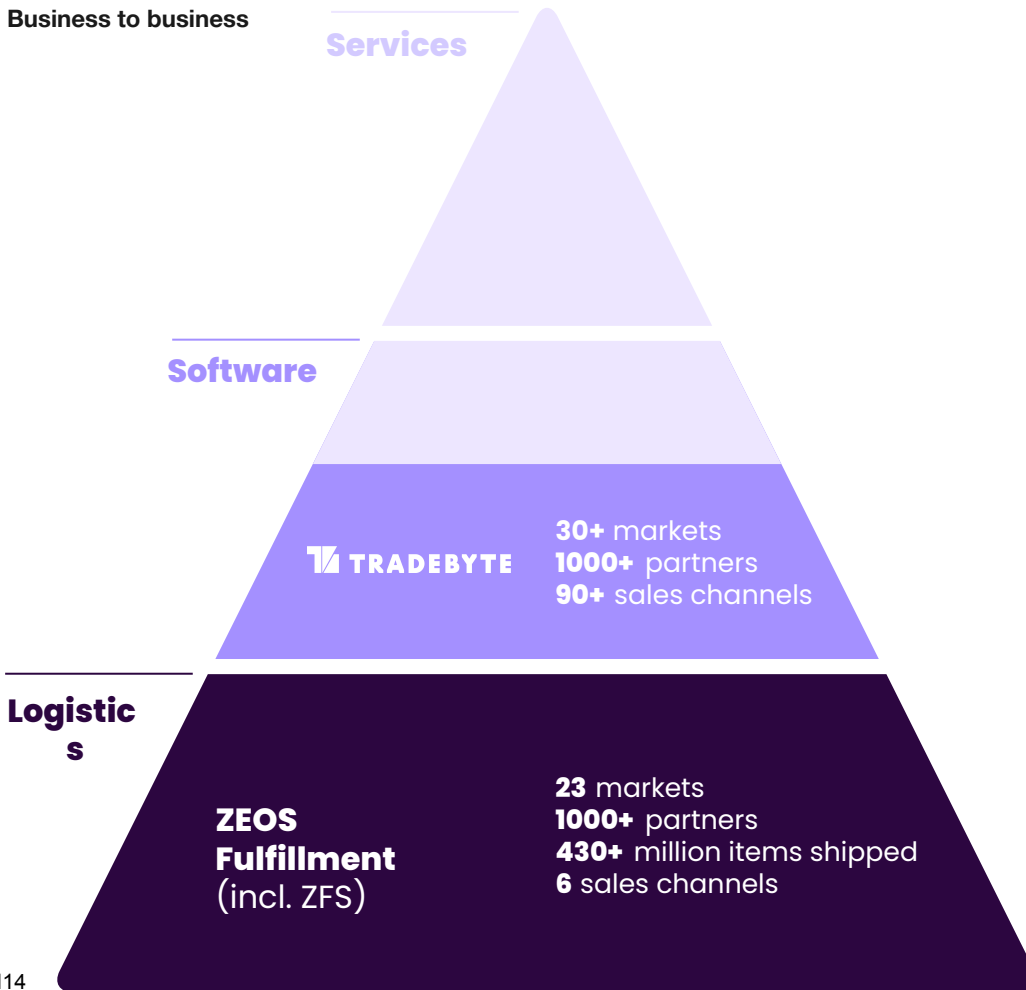 Business to business
Services
Software
TRADEBYTE
30+ markets
1000+ partners
90+ sales channels
Logistic
s
ZEOS
Fulfillment
(incl. ZFS)
23 markets
1000+ partners
430+ million items shipped
6 sales channels
14